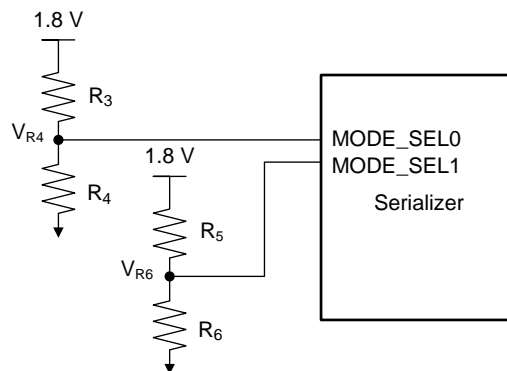 1.8 V
R3
VR4
MODE_SEL0
1.8 V
MODE_SEL1
R4
Serializer
R5
VR6
R6